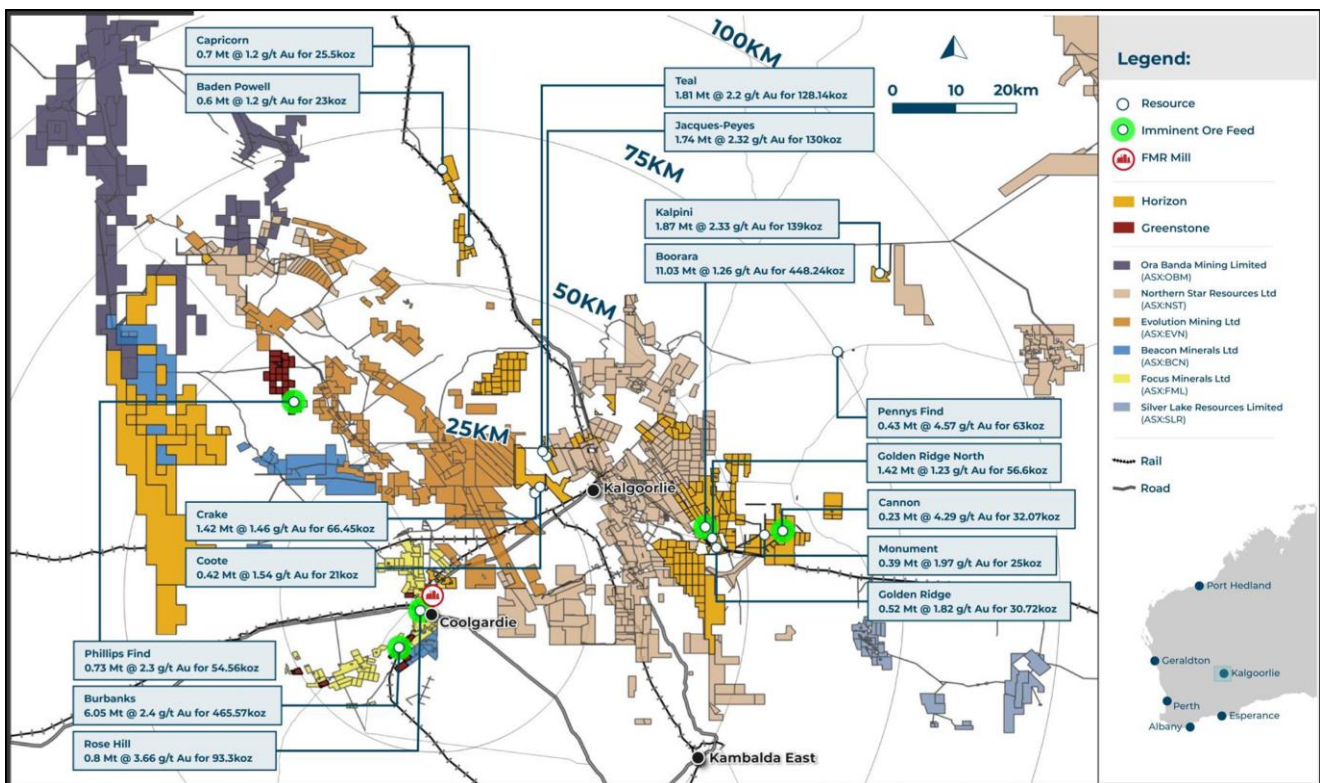 Capricorn
0.7 Mt @ 1.2 g/t Au for 25.5koz
Baden Powell
0.6 Mt @ 1.2 g/t Au for 23koz
100KM
75KM
50KM
25KM
Teal
1.81 Mt @ 2.2 g/t Au for 128.14koz
Jacques-Peyes
1.74 Mt @ 2.32 g/t Au for 130koz
0 10 20km
Kalpini
1.87 Mt @ 2.33 g/t Au for 139koz
Boorara
11.03 Mt @ 1.26 g/t Au for 448.24koz
Pennys Find
0.43 Mt @ 4.57 g/t Au for 63koz
Golden Ridge North
1.42 Mt @ 1.23 g/t Au for 56.6koz
Cannon
0.23 Mt @ 4.29 g/t Au for 32.07koz
Monument
0.39 Mt @ 1.97 g/t Au for 25koz
Golden Ridge
0.52 Mt @ 1.82 g/t Au for 30.72koz
Kalgoorlie
Crake
1.42 Mt @ 1.46 g/t Au for 66.45koz
Coote
0.42 Mt @ 1.54 g/t Au for 21koz
Coolgardie
Phillips Find
0.73 Mt @ 2.3 g/t Au for 54.56koz
Burbanks
6.05 Mt @ 2.4 g/t Au for 465.57koz
Rose Hill
0.8 Mt @ 3.66 g/t Au for 93.3koz
Kambalda East
Legend:
Resource
Imminent Ore Feed
FMR Mill
Horizon
Greenstone
Ora Banda Mining Limited
(ASX:OBM)
Northern Star Resources Ltd
(ASX:NST)
Evolution Mining Ltd
(ASX:EVN)
Beacon Minerals Ltd
(ASX:BCN)
Focus Minerals Ltd
(ASX:FML)
Silver Lake Resources Limited
(ASX:SLR)
Rail
Road
Port Hedland
Geraldton
Kalgoorlie
Perth
Albany
Esperance